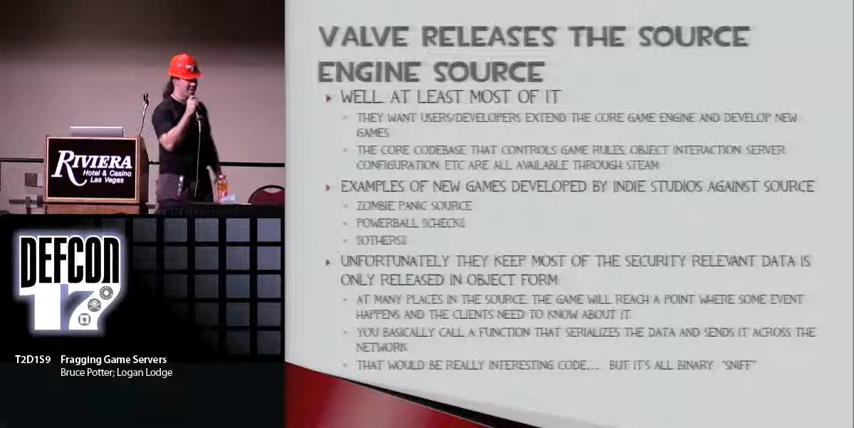 VALVE RELEASES THE SOURCE
ENGINE SOURCE
WELL AT LEAST MOST OF IT
THEY WANT USERS/DEVELOPERS EXTEND THE CORE GAME ENGINE AND DEVELOP NEW
GAMES
THE CORE CODEBASE THAT CONTROLS GAME RULES, OBJECT INTERACTION SERVER
CONFIGURATION, ETC ARE ALL AVAILABLE THROUGH STEAM
EXAMPLES OF NEW GAMES DEVELOPED BY INDIE STUDIOS AGAINST SOURCE
ZOMBIE PANIC SOURCE
POWERBALL CHECK
OTHERS
UNFORTUNATELY THEY KEEP MOST OF THE SECURITY RELEVANT DATA IS
ONLY RELEASED IN OBJECT FORM
AT MANY PLACES IN THE SOURCE, THE GAME WILL REACH A POINT WHERE SOME EVENT
HAPPENS AND THE CLIENTS NEED TO KNOW ABOUT IT
YOU BASICALLY CALL A FUNCTION THAT SERIALIZES THE DATA AND SENDS IT ACROSS THE
NETWORK
THAT WOULD BE REALLY INTERESTING CODE.... BUT IT'S ALL BINARY "SNIFF"
RIVIERA
Hotel & Casino
Las Vegas
DEFCON
17
T2D1S9 Fragging Game Servers
Bruce Potter; Logan Lodge